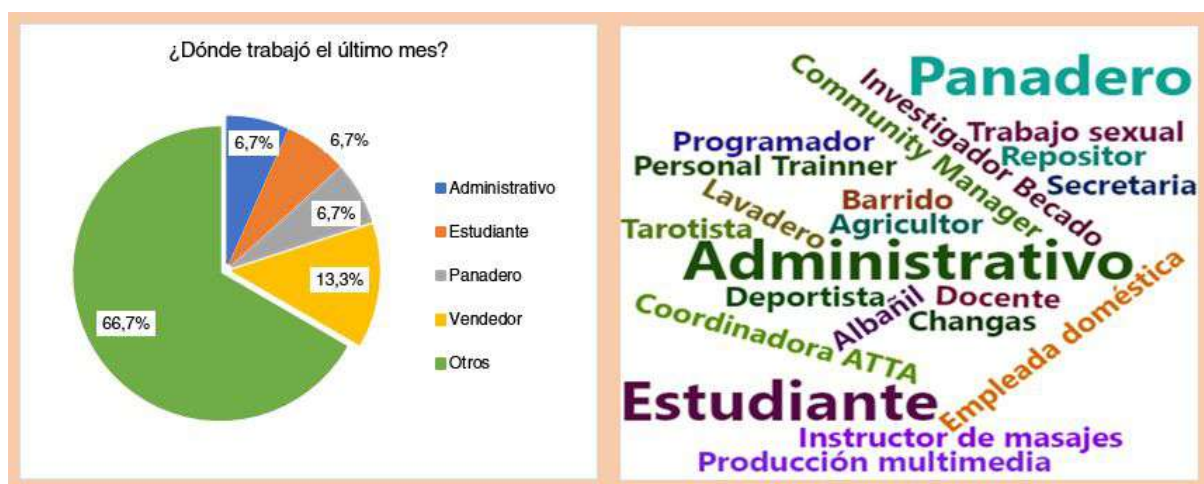 ¿Dónde trabajó el último mes?
6,7%
6,7%
6,7%
13,3%
66,7%
Administrativo
Estudiante
Panadero
Vendedor
Otros
Panadero
Community Manager
Investigador Becado
Trabajo sexual
Programador
Repositor
Personal Trainner
Secretaria
Lavadero
Barrido
Agricultor
Tarotista
Administrativo
Deportista
Docente
Albañil
Changas
Empleada doméstica
Coordinadora ATTA
Estudiante
Instructor de masajes
Producción multimedia